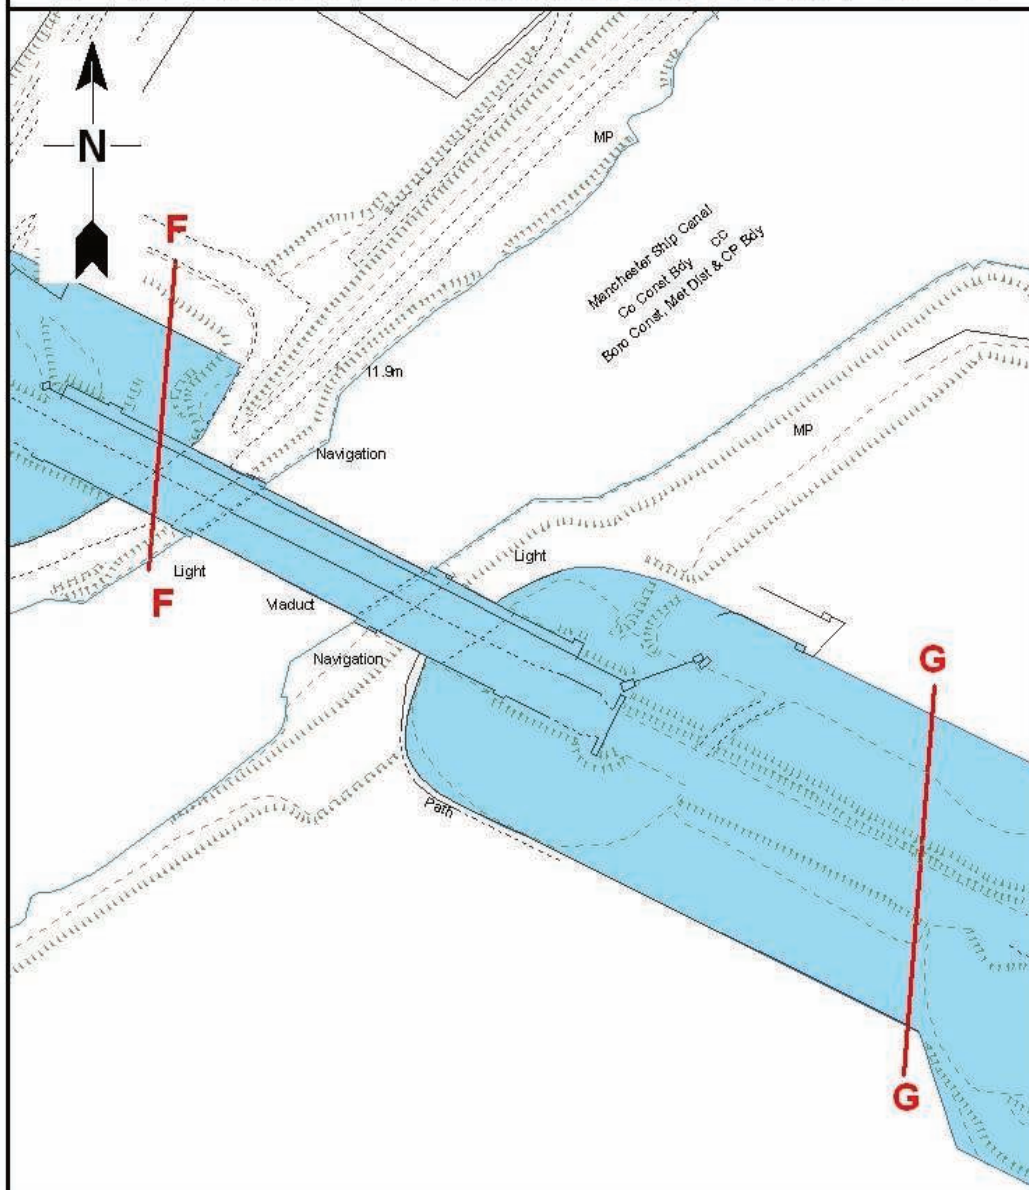 N
F
MP
Manchester Ship Canal
Co Const Bdy CC
Boro Const, Met Dist & CP Bdy
11.9m
MP
Navigation
Light
Light
F
Viaduct
Navigation
G
Path
G